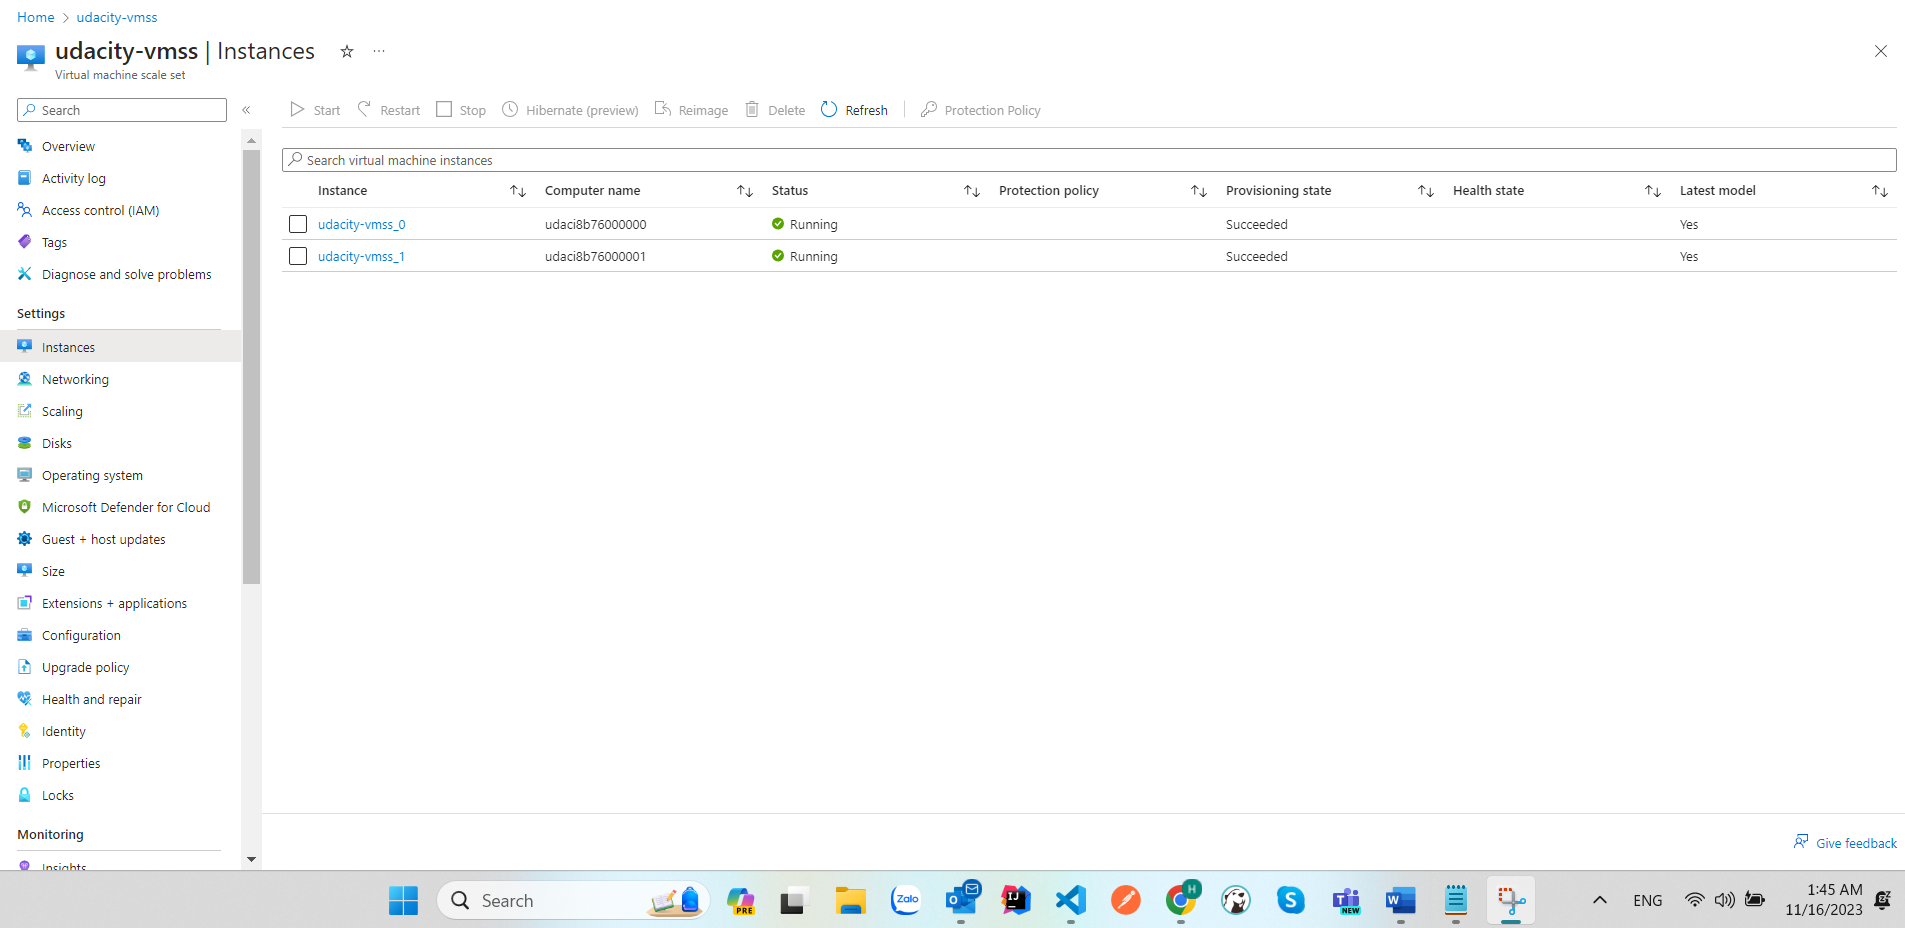 Home > udacity-vmss
udacity-vmss | Instances
Virtual machine scale set
Search
Overview
Activity log
Access control (IAM)
Tags
Diagnose and solve problems
Settings
Instances
Networking
Scaling
Disks
Operating system
Microsoft Defender for Cloud
Guest + host updates
Size
Extensions + applications
Configuration
Upgrade policy
Health and repair
Identity
Properties
Locks
Monitoring
Insights
Start Restart Stop Hibernate (preview) Reimage Delete Refresh Protection Policy
Search virtual machine instances
Instance Computer name Status Protection policy Provisioning state Health state Latest model
udacity-vmss_0 udaci8b76000000 Running Succeeded Yes
udacity-vmss_1 udaci8b76000001 Running Succeeded Yes
Give feedback
Search
PRE
Zalo
O
IJ
H
S
T
NEW
W
ENG
1:45 AM
11/16/2023